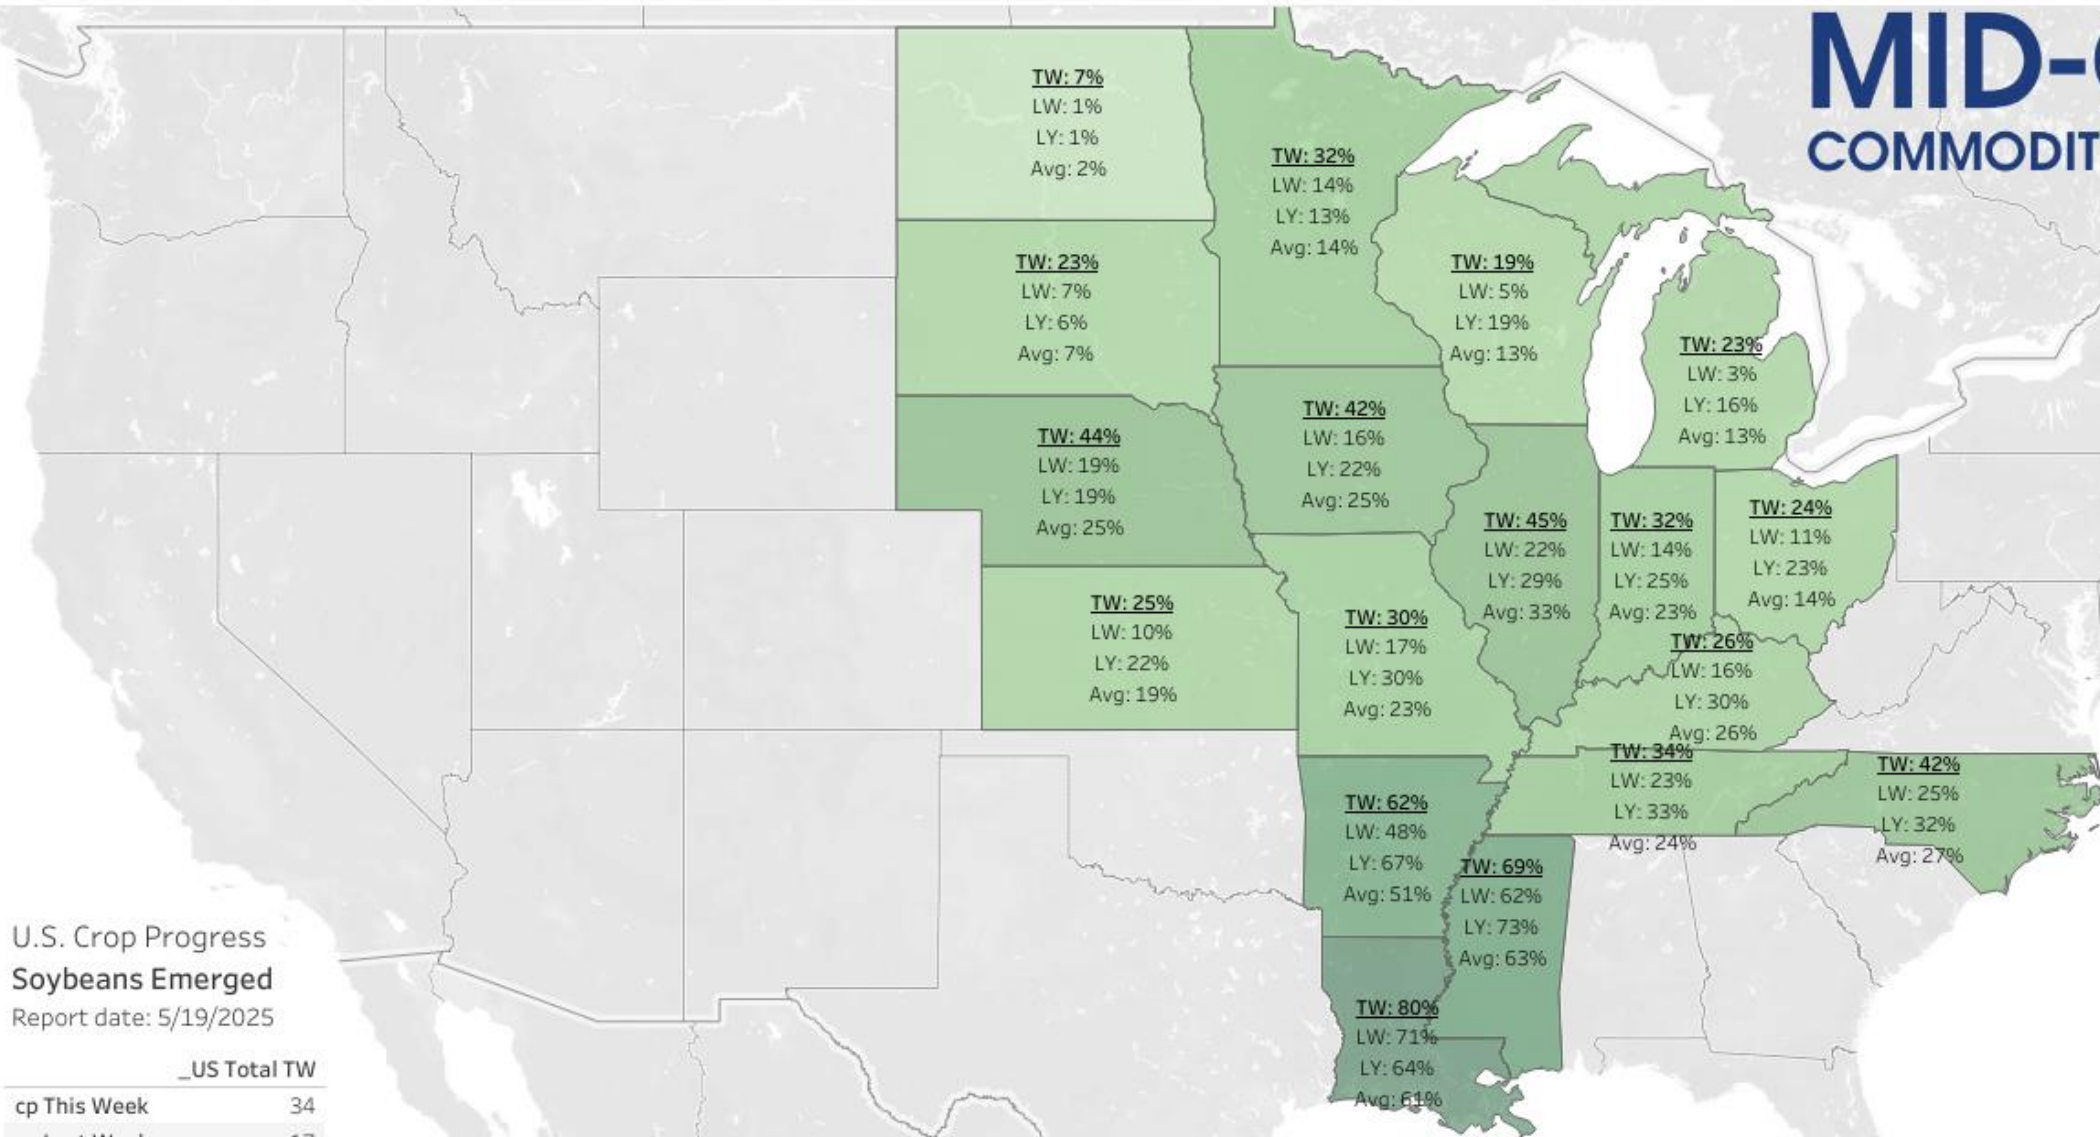 MID-
COMMODIT
TW: 7%
LW: 1%
LY: 1%
Avg: 2%
TW: 32%
LW: 14%
LY: 13%
Avg: 14%
TW: 23%
LW: 7%
LY: 6%
Avg: 7%
TW: 19%
LW: 5%
LY: 19%
Avg: 13%
TW: 23%
LW: 3%
LY: 16%
Avg: 13%
TW: 44%
LW: 19%
LY: 19%
Avg: 25%
TW: 42%
LW: 16%
LY: 22%
Avg: 25%
TW: 45%
LW: 22%
LY: 29%
Avg: 33%
TW: 32%
LW: 14%
LY: 25%
Avg: 23%
TW: 24%
LW: 11%
LY: 23%
Avg: 14%
TW: 25%
LW: 10%
LY: 22%
Avg: 19%
TW: 30%
LW: 17%
LY: 30%
Avg: 23%
TW: 26%
LW: 16%
LY: 30%
Avg: 26%
TW: 34%
LW: 23%
LY: 33%
Avg: 24%
TW: 42%
LW: 25%
LY: 32%
Avg: 27%
TW: 62%
LW: 48%
LY: 67%
Avg: 51%
TW: 69%
LW: 62%
LY: 73%
Avg: 63%
TW: 80%
LW: 71%
LY: 64%
Avg: 61%
U.S. Crop Progress
Soybeans Emerged
Report date: 5/19/2025
_US Total TW
cp This Week 34